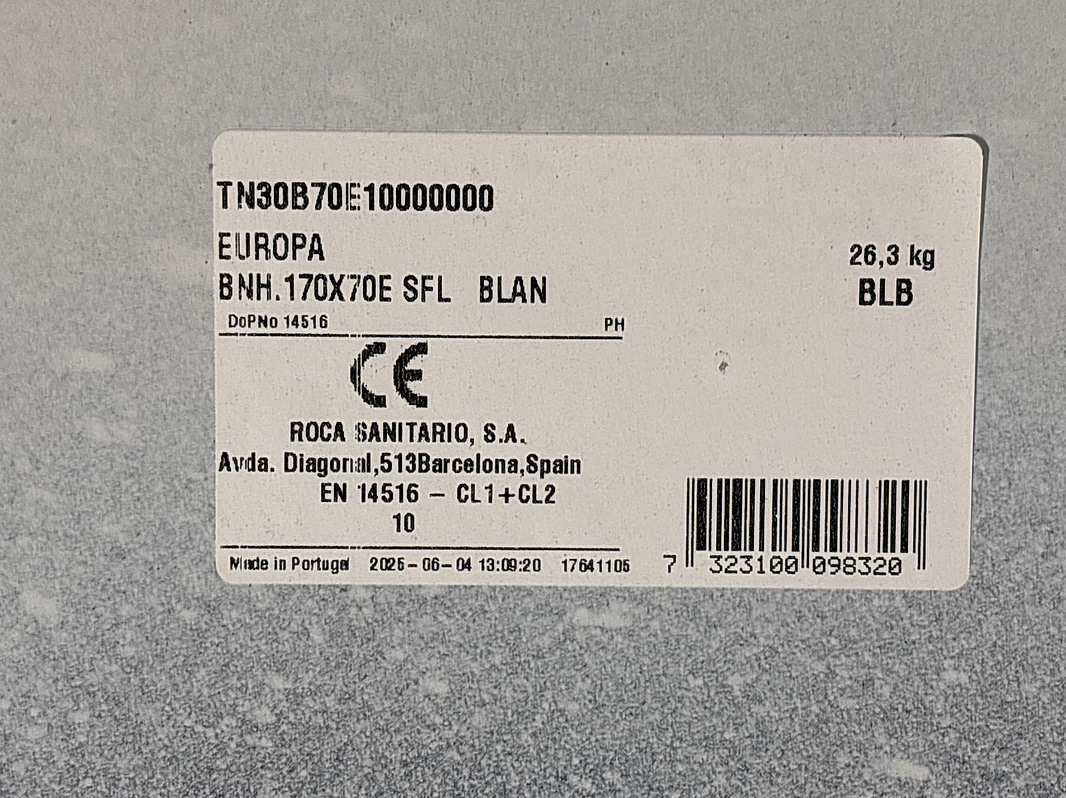 TN30B70E10000000
EUROPA
BNH.170X70E SFL BLAN
26,3 kg
BLB
DoPNo 14516 PH
CE
ROCA SANITARIO, S.A.
Avda. Diagonal,513Barcelona,Spain
EN 14516 - CL1+CL2
10
Made in Portugal 2025-06-04 13:09:20 17641105
7 323100 098320